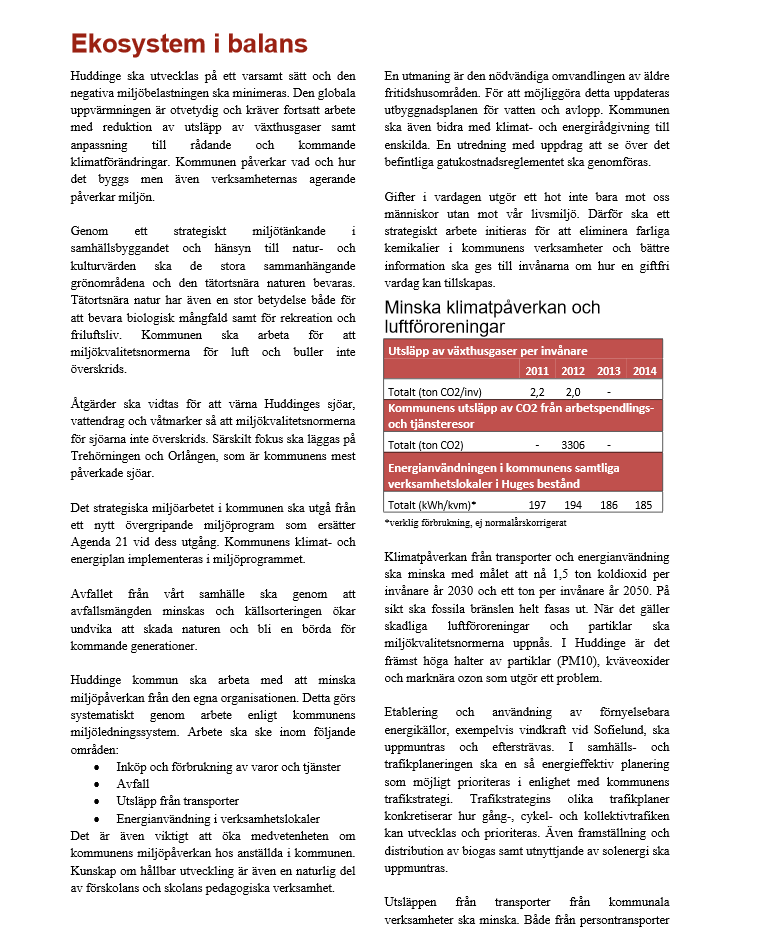 Ekosystem i balans
Huddinge ska utvecklas på ett varsamt sätt och den
negativa miljöbelastningen ska minimeras. Den globala
uppvärmningen är otvetydig och kräver fortsatt arbete
med reduktion av utsläpp av växthusgaser samt
anpassning till rådande och kommande
klimatförändringar. Kommunen påverkar vad och hur
det byggs men även verksamheternas agerande
påverkar miljön.
Genom ett strategiskt miljötänkande i
samhällsbyggandet och hänsyn till natur- och
kulturvärden ska de stora sammanhängande
grönområdena och den tätortsnära naturen bevaras.
Tätortsnära natur har även en stor betydelse både för
att bevara biologisk mångfald samt för rekreation och
friluftsliv. Kommunen ska arbeta för att
miljökvalitetsnormerna för luft och buller inte
överskrids.
Åtgärder ska vidtas för att värna Huddinges sjöar,
vattendrag och våtmarker så att miljökvalitetsnormerna
för sjöarna inte överskrids. Särskilt fokus ska läggas på
Trehörningen och Orlången, som är kommunens mest
påverkade sjöar.
Det strategiska miljöarbetet i kommunen ska utgå från
ett nytt övergripande miljöprogram som ersätter
Agenda 21 vid dess utgång. Kommunens klimat- och
energiplan implementeras i miljöprogrammet.
Avfallet från vårt samhälle ska genom att
avfallsmängden minskas och källsorteringen ökar
undvika att skada naturen och bli en börda för
kommande generationer.
Huddinge kommun ska arbeta med att minska
miljöpåverkan från den egna organisationen. Detta görs
systematiskt genom arbete enligt kommunens
miljöledningssystem. Arbete ska ske inom följande
områden:
• Inköp och förbrukning av varor och tjänster
• Avfall
• Utsläpp från transporter
• Energianvändning i verksamhetslokaler
Det är även viktigt att öka medvetenheten om
kommunens miljöpåverkan hos anställda i kommunen.
Kunskap om hållbar utveckling är även en naturlig del
av förskolans och skolans pedagogiska verksamhet.
En utmaning är den nödvändiga omvandlingen av äldre
fritidshusområden. För att möjliggöra detta uppdateras
utbyggnadsplanen för vatten och avlopp. Kommunen
ska även bidra med klimat- och energirådgivning till
enskilda. En utredning med uppdrag att se över det
befintliga gatukostnadsreglementet ska genomföras.
Gifter i vardagen utgör ett hot inte bara mot oss
människor utan mot vår livsmiljö. Därför ska ett
strategiskt arbete initieras för att eliminera farliga
kemikalier i kommunens verksamheter och bättre
information ska ges till invånarna om hur en giftfri
vardag kan tillskapas.
Minska klimatpåverkan och
luftföroreningar
Utsläpp av växthusgaser per invånare
2011 2012 2013 2014
Totalt (ton CO2/inv) 2,2 2,0 -
Kommunens utsläpp av CO2 från arbetspendlings-
och tjänsteresor
Totalt (ton CO2) - 3306 -
Energianvändningen i kommunens samtliga
verksamhetslokaler i Huges bestånd
Totalt (kWh/kvm)* 197 194 186 185
*verklig förbrukning, ej normalårskorrigerat
Klimatpåverkan från transporter och energianvändning
ska minska med målet att nå 1,5 ton koldioxid per
invånare år 2030 och ett ton per invånare år 2050. På
sikt ska fossila bränslen helt fasas ut. När det gäller
skadliga luftföroreningar och partiklar ska
miljökvalitetsnormerna uppnås. I Huddinge är det
främst höga halter av partiklar (PM10), kväveoxider
och marknära ozon som utgör ett problem.
Etablering och användning av förnyelsebara
energikällor, exempelvis vindkraft vid Sofielund, ska
uppmuntras och eftersträvas. I samhälls- och
trafikplaneringen ska en så energieffektiv planering
som möjligt prioriteras i enlighet med kommunens
trafikstrategi. Trafikstrategins olika trafikplaner
konkretiserar hur gång-, cykel- och kollektivtrafiken
kan utvecklas och prioriteras. Även framställning och
distribution av biogas samt utnyttjande av solenergi ska
uppmuntras.
Utsläppen från transporter från kommunala
verksamheter ska minska. Både från persontransporter